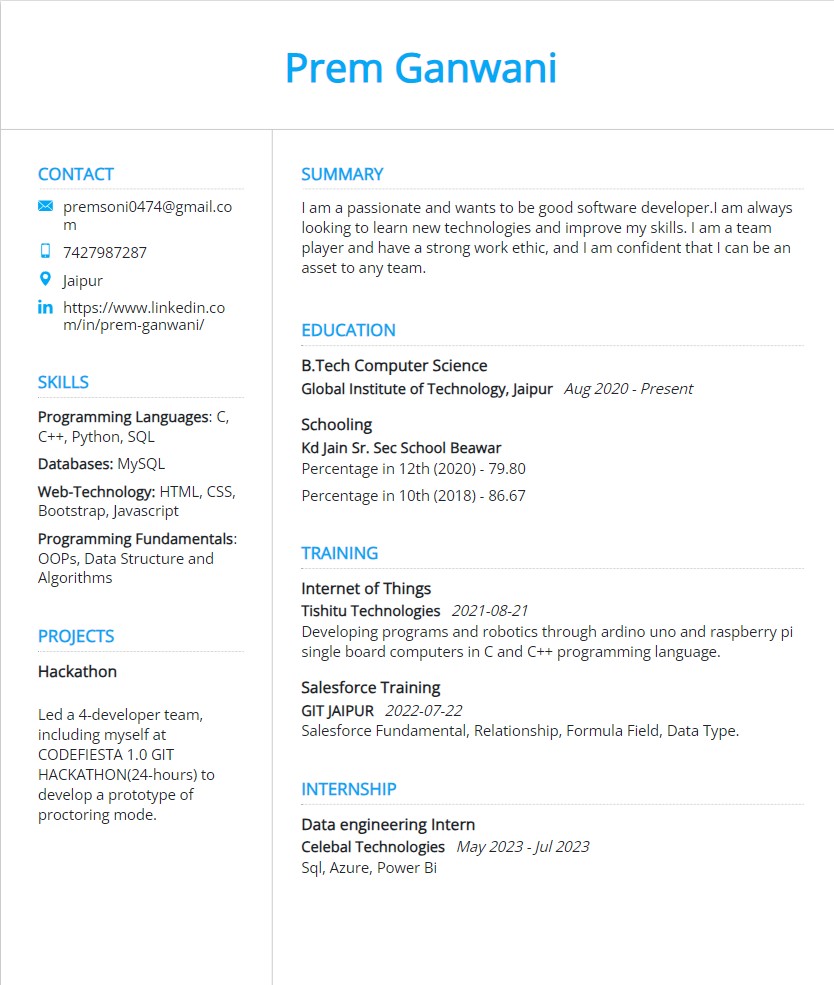 Prem Ganwani
CONTACT
premsoni0474@gmail.co
m
7427987287
Jaipur
https://www.linkedin.co
m/in/prem-ganwani/
SKILLS
Programming Languages: C,
C++, Python, SQL
Databases: MySQL
Web-Technology: HTML, CSS,
Bootstrap, Javascript
Programming Fundamentals:
OOPs, Data Structure and
Algorithms
PROJECTS
Hackathon
Led a 4-developer team,
including myself at
CODEFIESTA 1.0 GIT
HACKATHON(24-hours) to
develop a prototype of
proctoring mode.
SUMMARY
I am a passionate and wants to be good software developer.I am always
looking to learn new technologies and improve my skills. I am a team
player and have a strong work ethic, and I am confident that I can be an
asset to any team.
EDUCATION
B.Tech Computer Science
Global Institute of Technology, Jaipur Aug 2020 - Present
Schooling
Kd Jain Sr. Sec School Beawar
Percentage in 12th (2020) - 79.80
Percentage in 10th (2018) - 86.67
TRAINING
Internet of Things
Tishitu Technologies 2021-08-21
Developing programs and robotics through ardino uno and raspberry pi
single board computers in C and C++ programming language.
Salesforce Training
GIT JAIPUR 2022-07-22
Salesforce Fundamental, Relationship, Formula Field, Data Type.
INTERNSHIP
Data engineering Intern
Celebal Technologies May 2023 - Jul 2023
Sql, Azure, Power Bi